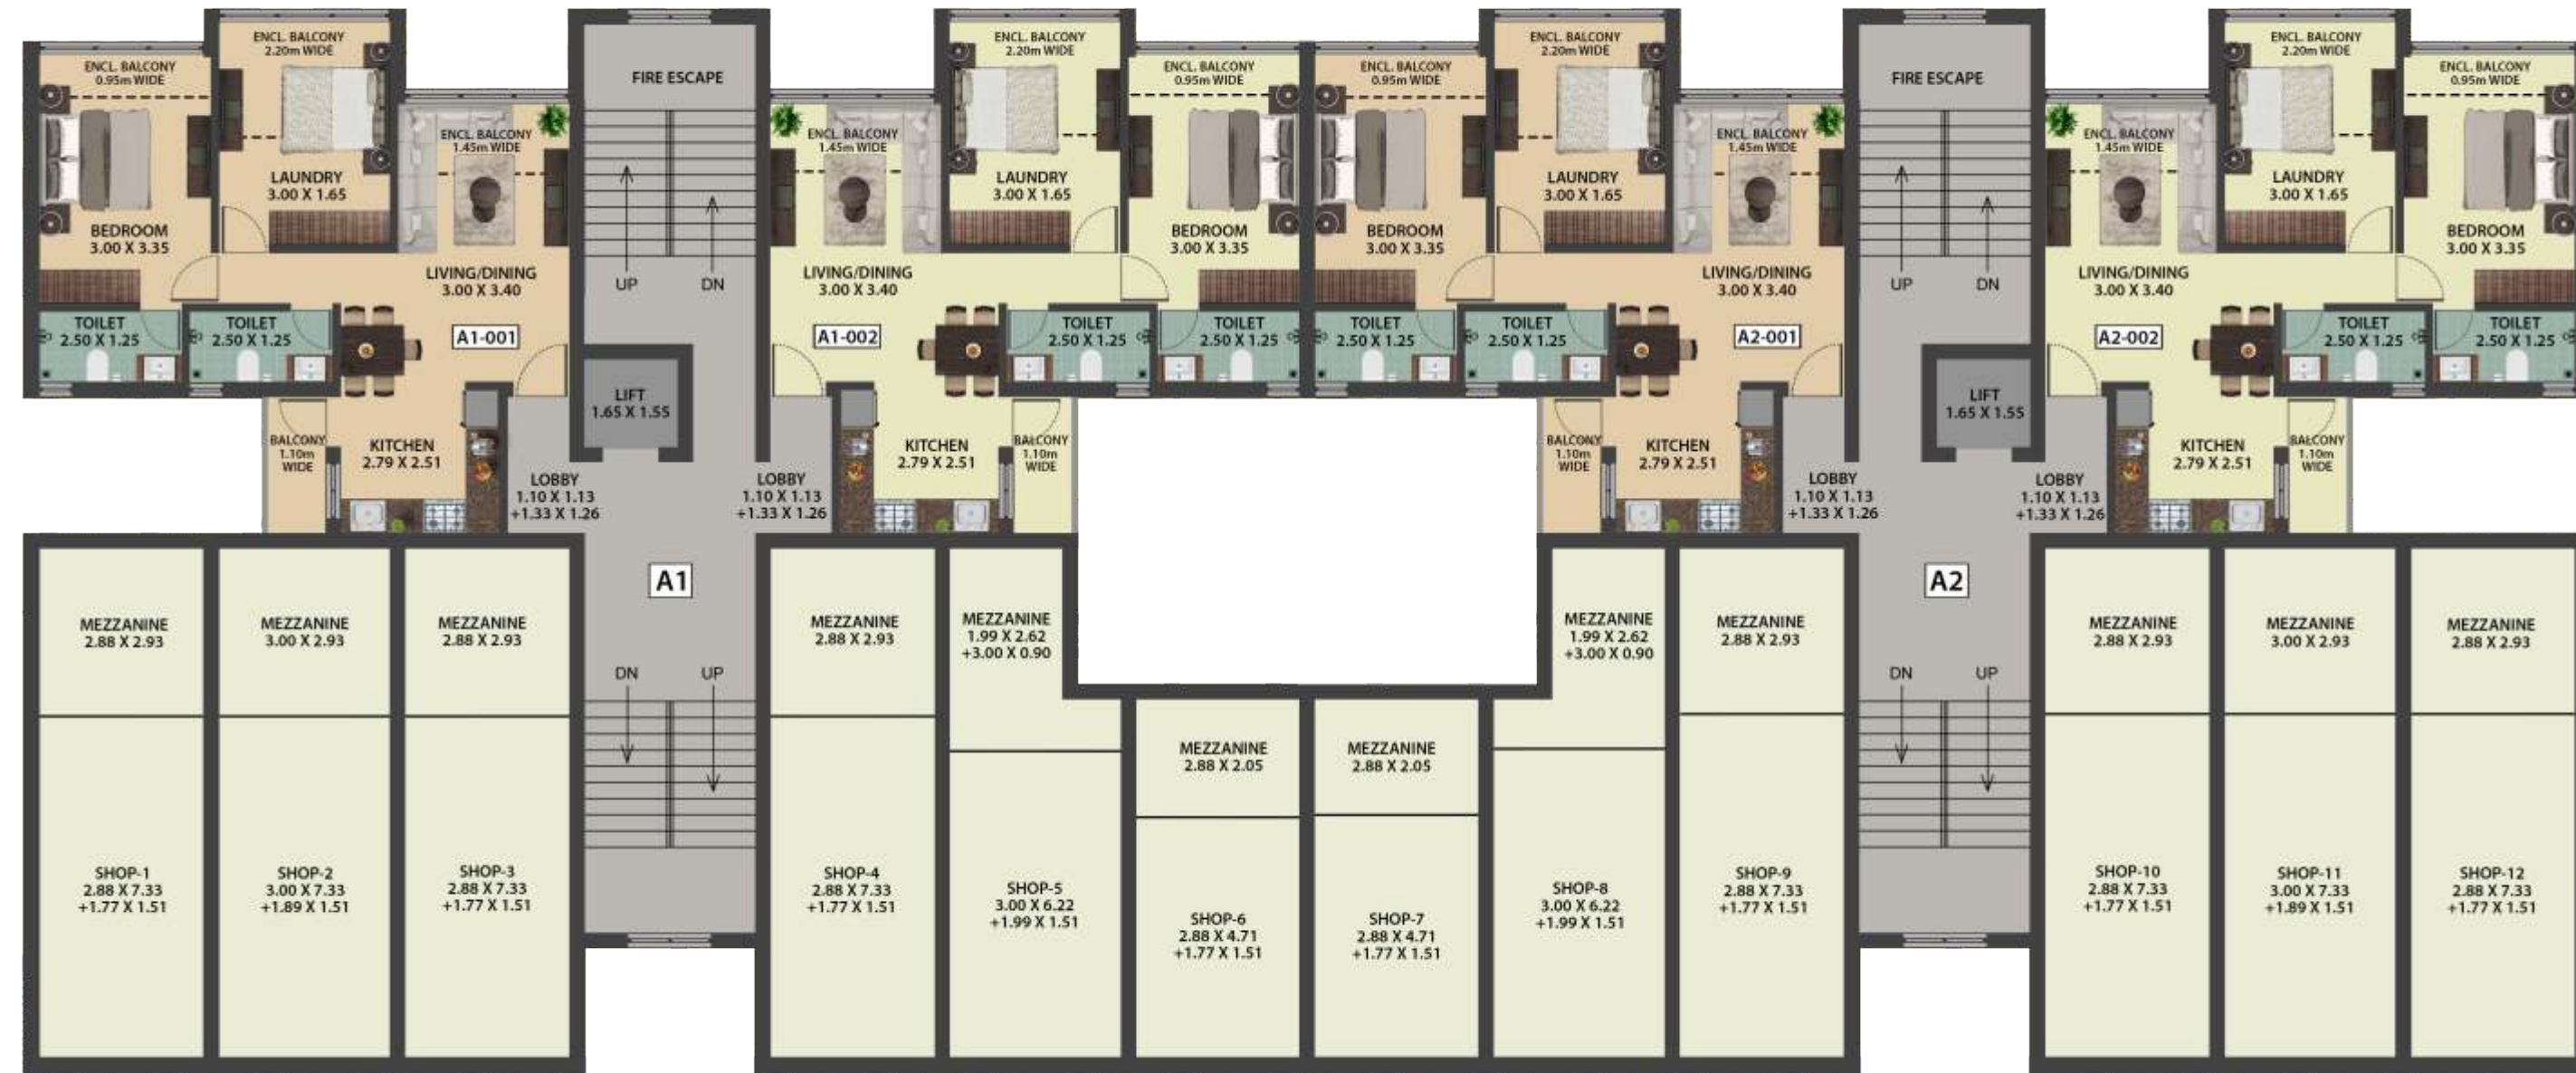 ENCL. BALCONY
0.95m WIDE
BEDROOM
3.00 X 3.35
ENCL. BALCONY
2.20m WIDE
LAUNDRY
3.00 X 1.65
ENCL. BALCONY
1.45m WIDE
LIVING/DINING
3.00 X 3.40
A1-001
TOILET
2.50 X 1.25
TOILET
2.50 X 1.25
BALCONY
1.10m
WIDE
KITCHEN
2.79 X 2.51
LOBBY
1.10 X 1.13
+1.33 X 1.26
FIRE ESCAPE
UP
DN
LIFT
1.65 X 1.55
A1
DN
UP
ENCL. BALCONY
1.45m WIDE
LIVING/DINING
3.00 X 3.40
A1-002
ENCL. BALCONY
2.20m WIDE
LAUNDRY
3.00 X 1.65
ENCL. BALCONY
0.95m WIDE
BEDROOM
3.00 X 3.35
TOILET
2.50 X 1.25
TOILET
2.50 X 1.25
LOBBY
1.10 X 1.13
+1.33 X 1.26
KITCHEN
2.79 X 2.51
BALCONY
1.10m
WIDE
ENCL. BALCONY
0.95m WIDE
BEDROOM
3.00 X 3.35
ENCL. BALCONY
2.20m WIDE
LAUNDRY
3.00 X 1.65
ENCL. BALCONY
1.45m WIDE
LIVING/DINING
3.00 X 3.40
A2-001
TOILET
2.50 X 1.25
TOILET
2.50 X 1.25
BALCONY
1.10m
WIDE
KITCHEN
2.79 X 2.51
LOBBY
1.10 X 1.13
+1.33 X 1.26
FIRE ESCAPE
UP
DN
LIFT
1.65 X 1.55
A2
DN
UP
ENCL. BALCONY
1.45m WIDE
LIVING/DINING
3.00 X 3.40
A2-002
ENCL. BALCONY
2.20m WIDE
LAUNDRY
3.00 X 1.65
ENCL. BALCONY
0.95m WIDE
BEDROOM
3.00 X 3.35
TOILET
2.50 X 1.25
TOILET
2.50 X 1.25
LOBBY
1.10 X 1.13
+1.33 X 1.26
KITCHEN
2.79 X 2.51
BALCONY
1.10m
WIDE
MEZZANINE
2.88 X 2.93
MEZZANINE
3.00 X 2.93
MEZZANINE
2.88 X 2.93
MEZZANINE
2.88 X 2.93
MEZZANINE
1.99 X 2.62
+3.00 X 0.90
MEZZANINE
2.88 X 2.05
MEZZANINE
2.88 X 2.05
MEZZANINE
1.99 X 2.62
+3.00 X 0.90
MEZZANINE
2.88 X 2.93
MEZZANINE
2.88 X 2.93
MEZZANINE
3.00 X 2.93
MEZZANINE
2.88 X 2.93
SHOP-1
2.88 X 7.33
+1.77 X 1.51
SHOP-2
3.00 X 7.33
+1.89 X 1.51
SHOP-3
2.88 X 7.33
+1.77 X 1.51
SHOP-4
2.88 X 7.33
+1.77 X 1.51
SHOP-5
3.00 X 6.22
+1.99 X 1.51
SHOP-6
2.88 X 4.71
+1.77 X 1.51
SHOP-7
2.88 X 4.71
+1.77 X 1.51
SHOP-8
3.00 X 6.22
+1.99 X 1.51
SHOP-9
2.88 X 7.33
+1.77 X 1.51
SHOP-10
2.88 X 7.33
+1.77 X 1.51
SHOP-11
3.00 X 7.33
+1.89 X 1.51
SHOP-12
2.88 X 7.33
+1.77 X 1.51